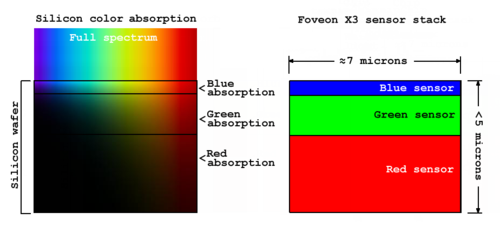 Silicon color absorption
Full spectrum
Silicon wafer
Blue
absorption
Green
absorption
Red
absorption
Foveon X3 sensor stack
≈7 microns
Blue sensor
Green sensor
Red sensor
<5 microns